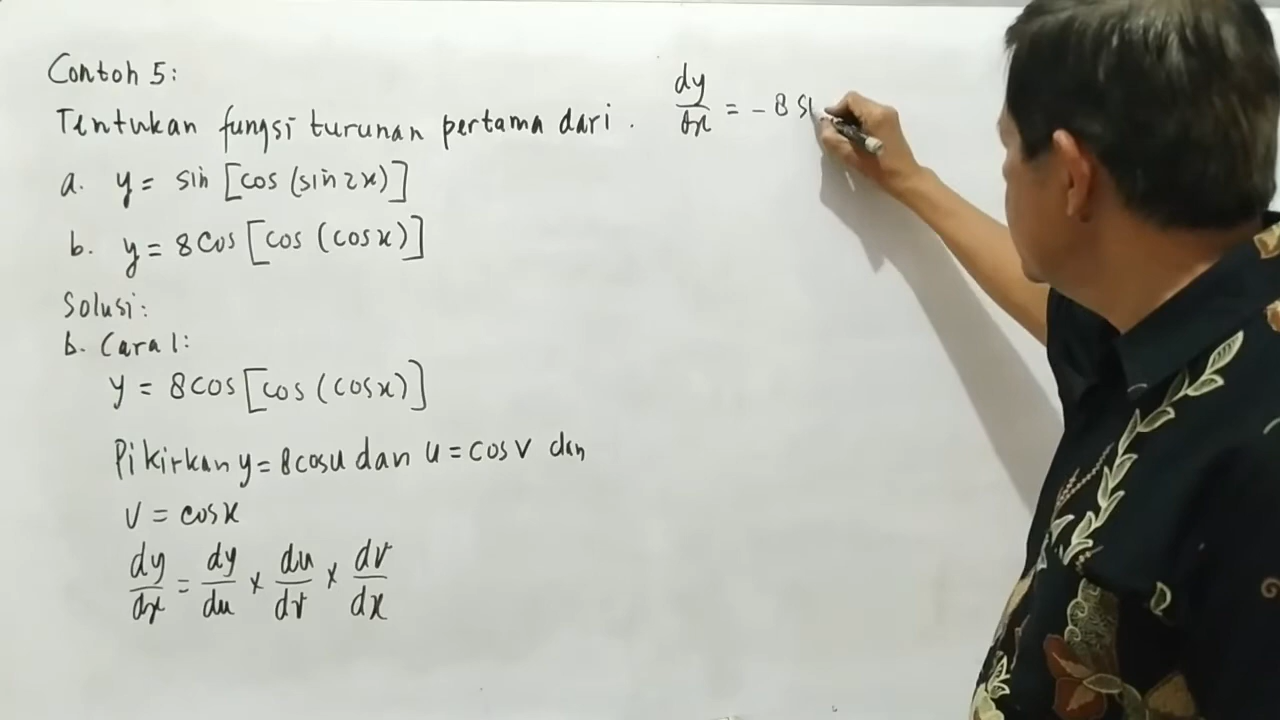 Contoh 5:
Tentukan fungsi turunan pertama dari.
a. y = sin [cos (sin 2x)]
b. y = 8 cos [cos (cos x)]
Solusi:
b. Cara 1:
y = 8 cos [cos (cos x)]
Pikirkan y = 8 cos u dan u = cos v dan
v = cos x
dy/dx = dy/du × du/dv × dv/dx
dy/dx = - 8 si